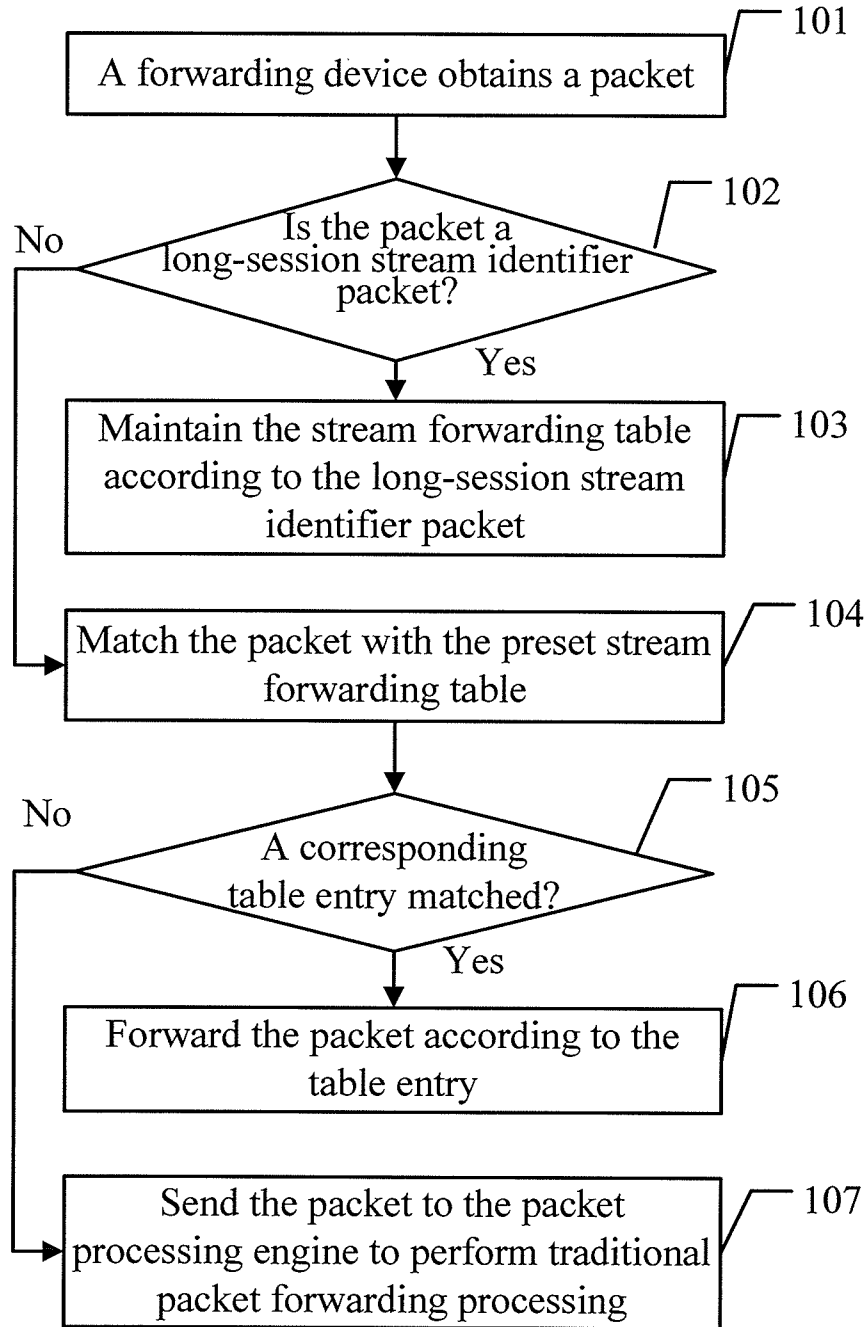 101
A forwarding device obtains a packet
102
No
Is the packet a
long-session stream identifier
packet?
Yes
103
Maintain the stream forwarding table
according to the long-session stream
identifier packet
104
Match the packet with the preset stream
forwarding table
105
No
A corresponding
table entry matched?
Yes
106
Forward the packet according to the
table entry
107
Send the packet to the packet
processing engine to perform traditional
packet forwarding processing